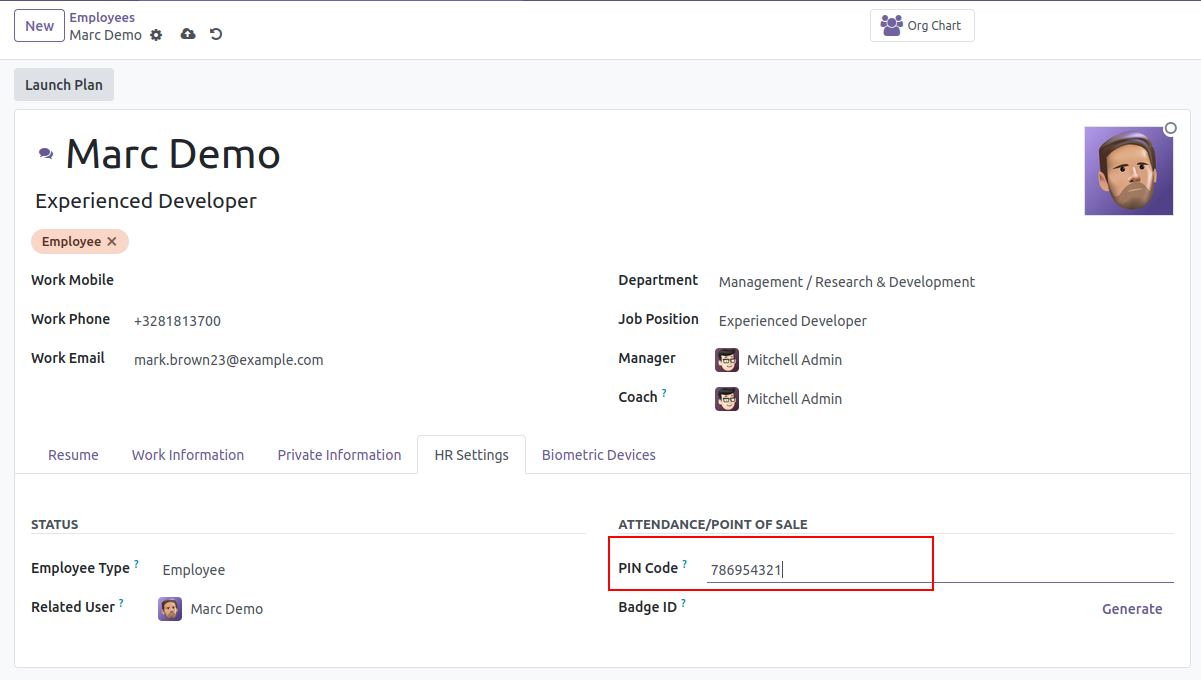 New
Employees
Marc Demo
Org Chart
Launch Plan
Marc Demo
Experienced Developer
Employee
Work Mobile
Work Phone +3281813700
Work Email mark.brown23@example.com
Department Management / Research & Development
Job Position Experienced Developer
Manager Mitchell Admin
Coach ? Mitchell Admin
Resume Work Information Private Information HR Settings Biometric Devices
STATUS
Employee Type ? Employee
Related User ? Marc Demo
ATTENDANCE/POINT OF SALE
PIN Code ? 786954321
Badge ID ? Generate